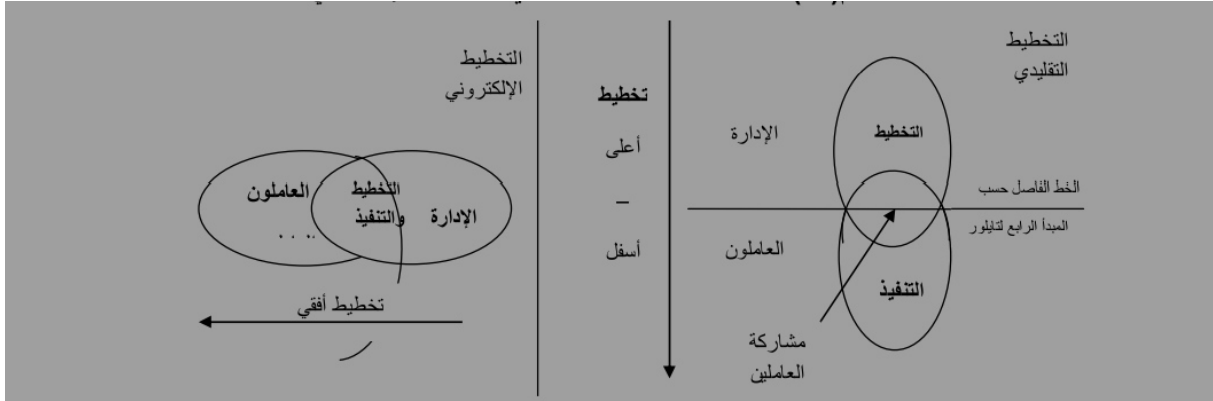 التخطيط
التقليدي
التخطيط
الإدارة
الخط الفاصل حسب
المبدأ الرابع لتايلور
العاملون
التنفيذ
مشاركة
العاملين
تخطيط
أعلى
–
أسفل
التخطيط
الإلكتروني
العاملون
التخطيط
والتنفيذ
الإدارة
تخطيط أفقي